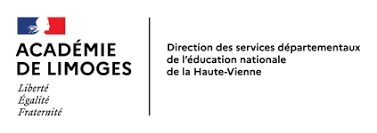 ACADÉMIE
DE LIMOGES
Liberté
Égalité
Fraternité
Direction des services départementaux
de l'éducation nationale
de la Haute-Vienne